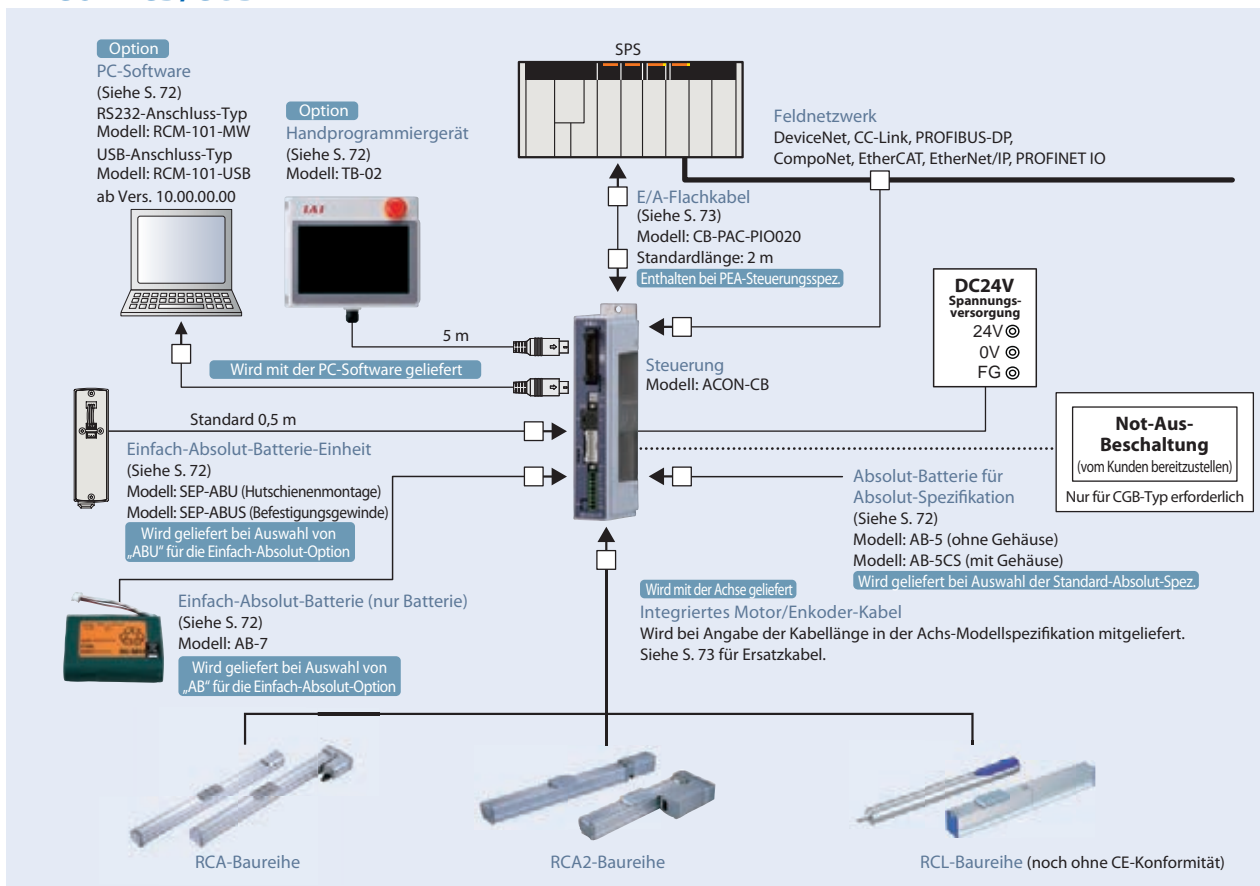 Option
PC-Software
(Siehe S. 72)
RS232-Anschluss-Typ
Modell: RCM-101-MW
USB-Anschluss-Typ
Modell: RCM-101-USB
ab Vers. 10.00.00.00
Option
Handprogrammiergerät
(Siehe S. 72)
Modell: TB-02
IAI
SPS
Feldnetzwerk
DeviceNet, CC-Link, PROFIBUS-DP,
CompoNet, EtherCAT, EtherNet/IP, PROFINET IO
E/A-Flachkabel
(Siehe S. 73)
Modell: CB-PAC-PIO020
Standardlänge: 2 m
Enthalten bei PEA-Steuerungsspez.
DC24V
Spannungs-
versorgung
24V
0V
FG
5 m
Wird mit der PC-Software geliefert
Steuerung
Modell: ACON-CB
Standard 0,5 m
Einfach-Absolut-Batterie-Einheit
(Siehe S. 72)
Modell: SEP-ABU (Hutschienenmontage)
Modell: SEP-ABUS (Befestigungsgewinde)
Wird geliefert bei Auswahl von
„ABU“ für die Einfach-Absolut-Option
Not-Aus-
Beschaltung
(vom Kunden bereitzustellen)
Nur für CGB-Typ erforderlich
Absolut-Batterie für
Absolut-Spezifikation
(Siehe S. 72)
Modell: AB-5 (ohne Gehäuse)
Modell: AB-5CS (mit Gehäuse)
Wird geliefert bei Auswahl der Standard-Absolut-Spez.
Einfach-Absolut-Batterie (nur Batterie)
(Siehe S. 72)
Modell: AB-7
Wird geliefert bei Auswahl von
„AB“ für die Einfach-Absolut-Option
Wird mit der Achse geliefert
Integriertes Motor/Enkoder-Kabel
Wird bei Angabe der Kabellänge in der Achs-Modellspezifikation mitgeliefert.
Siehe S. 73 für Ersatzkabel.
RCA-Baureihe
RCA2-Baureihe
RCL-Baureihe (noch ohne CE-Konformität)